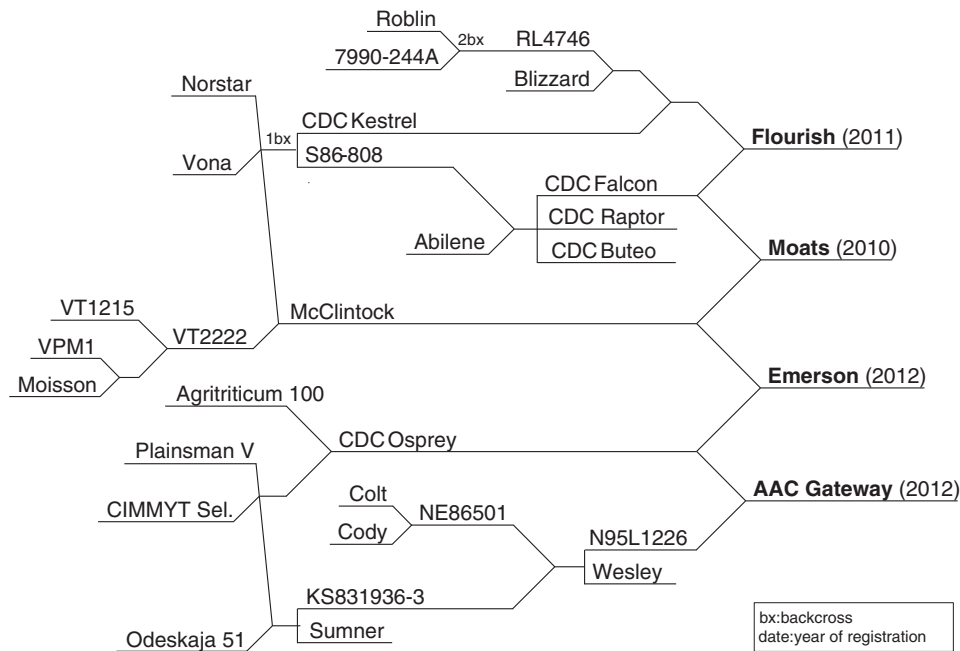 Roblin
2bx
RL4746
7990-244A
Blizzard
Norstar
CDC Kestrel
1bx
S86-808
Vona
Flourish (2011)
CDC Falcon
CDC Raptor
Abilene
CDC Buteo
Moats (2010)
VT1215
McClintock
VT2222
VPM1
Moisson
Emerson (2012)
Agritriticum 100
CDC Osprey
Plainsman V
AAC Gateway (2012)
Colt
CIMMYT Sel.
NE86501
Cody
N95L1226
Wesley
KS831936-3
Sumner
Odeskaja 51
bx:backcross
date:year of registration